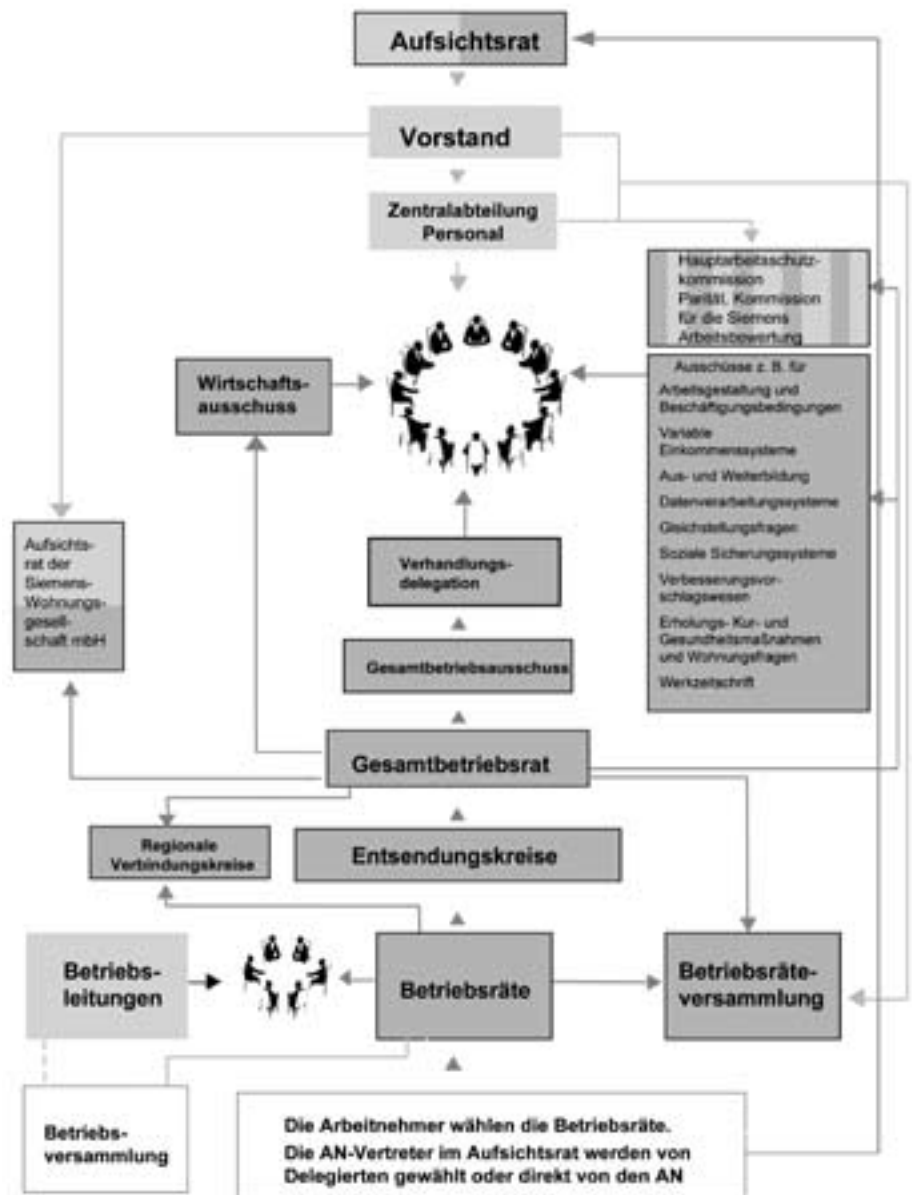 Aufsichtsrat
Vorstand
Zentralabteilung
Personal
Hauptarbeitsschutz-
kommission
Parität. Kommission
für die Siemens
Arbeitsbewertung
Wirtschafts-
ausschuss
Ausschüsse z. B. für
Arbeitsgestaltung und
Beschäftigungsbedingungen
Variable
Einkommenssysteme
Aus- und Weiterbildung
Datenverarbeitungssysteme
Gleichstellungsfragen
Soziale Sicherungssysteme
Verbesserungsvor-
schlagswesen
Erholungs- Kur- und
Gesundheitsmaßnahmen
und Wohnungsfragen
Werkzeitschrift
Aufsichts-
rat der
Siemens-
Wohnungs-
gesell-
schaft mbH
Verhandlungs-
delegation
Gesamtbetriebsausschuss
Gesamtbetriebsrat
Regionale
Verbindungskreise
Entsendungskreise
Betriebs-
leitungen
Betriebsräte
Betriebsräte-
versammlung
Betriebs-
versammlung
Die Arbeitnehmer wählen die Betriebsräte.
Die AN-Vertreter im Aufsichtsrat werden von
Delegierten gewählt oder direkt von den AN